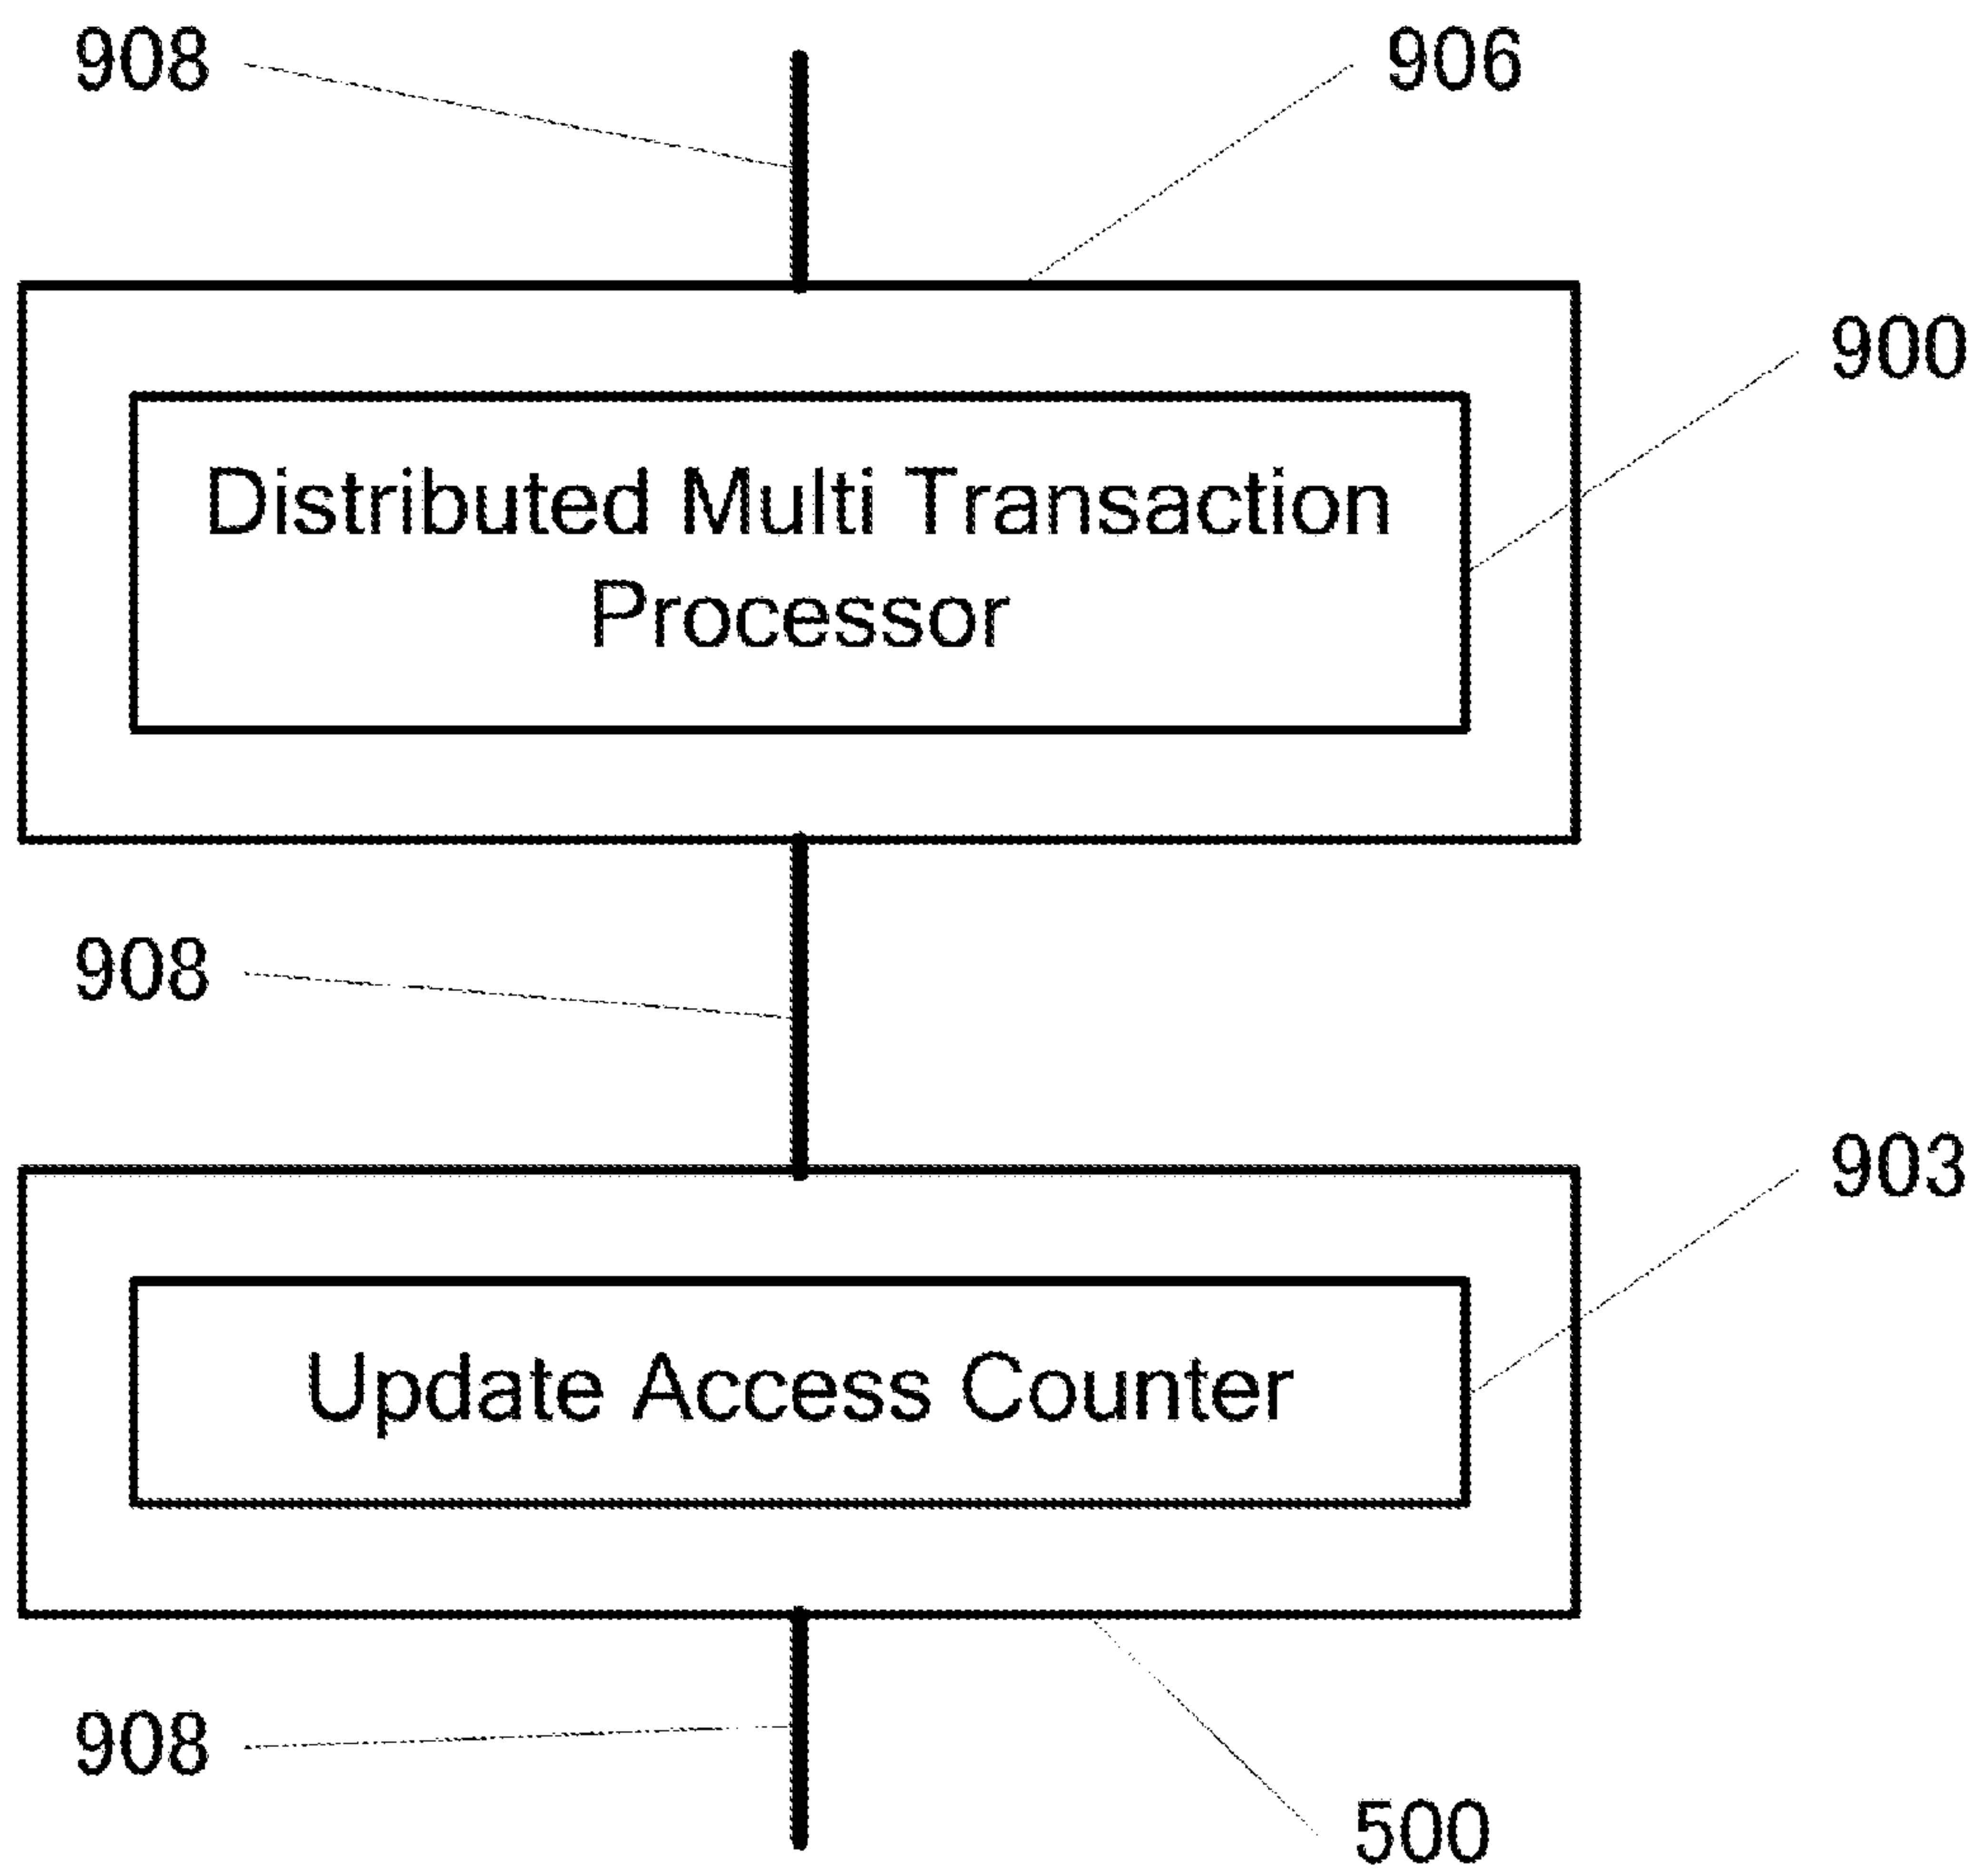 908
906
900
Distributed Multi Transaction
Processor
908
903
Update Access Counter
908
500